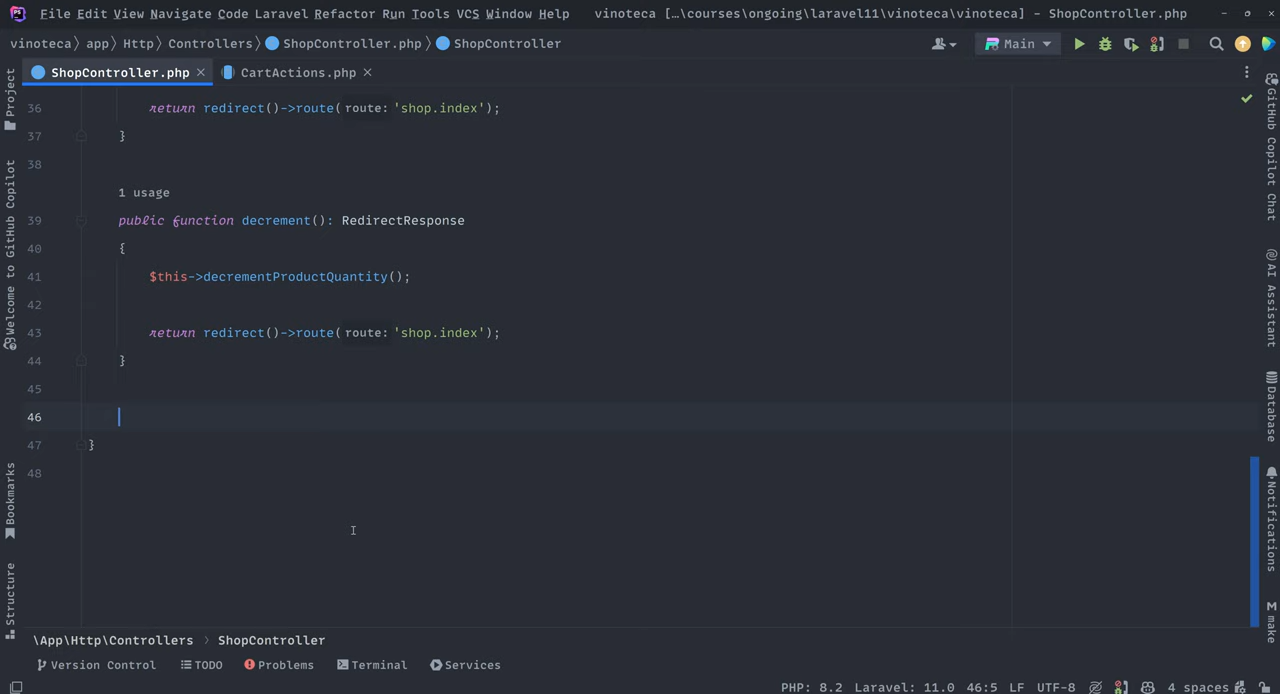 PS File Edit View Navigate Code Laravel Refactor Run Tools VCS Window Help vinoteca […\courses\ongoing\laravel11\vinoteca\vinoteca] - ShopController.php
vinoteca app Http Controllers ShopController.php ShopController Main
ShopController.php CartActions.php
36 return redirect()->route( route: 'shop.index');
37 }
38
1 usage
39 public function decrement(): RedirectResponse
40 {
41 $this->decrementProductQuantity();
42
43 return redirect()->route( route: 'shop.index');
44 }
45
46
47 }
48
\App\Http\Controllers › ShopController
Version Control TODO Problems Terminal Services
PHP: 8.2 Laravel: 11.0 46:5 LF UTF-8 4 spaces
Project
Welcome to GitHub Copilot
Bookmarks
Structure
GitHub Copilot Chat
AI Assistant
Database
Notifications
M make